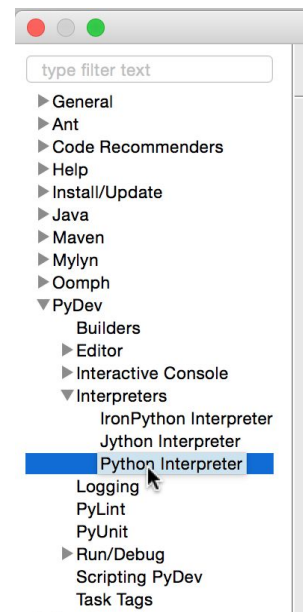 type filter text
General
Ant
Code Recommenders
Help
Install/Update
Java
Maven
Mylyn
Oomph
PyDev
Builders
Editor
Interactive Console
Interpreters
IronPython Interpreter
Jython Interpreter
Python Interpreter
Logging
PyLint
PyUnit
Run/Debug
Scripting PyDev
Task Tags